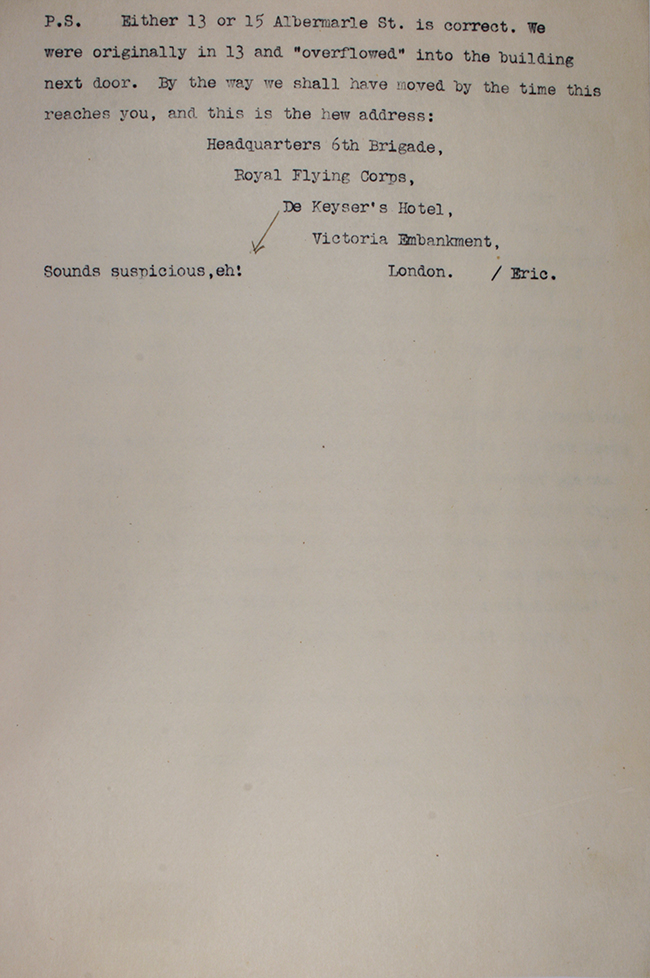 P.S. Either 13 or 15 Albermarle St. is correct. We
were originally in 13 and "overflowed" into the building
next door. By the way we shall have moved by the time this
reaches you, and this is the hew address:
Headquarters 6th Brigade,
Royal Flying Corps,
De Keyser's Hotel,
Victoria Embankment,
Sounds suspicious,eh! London. / Eric.